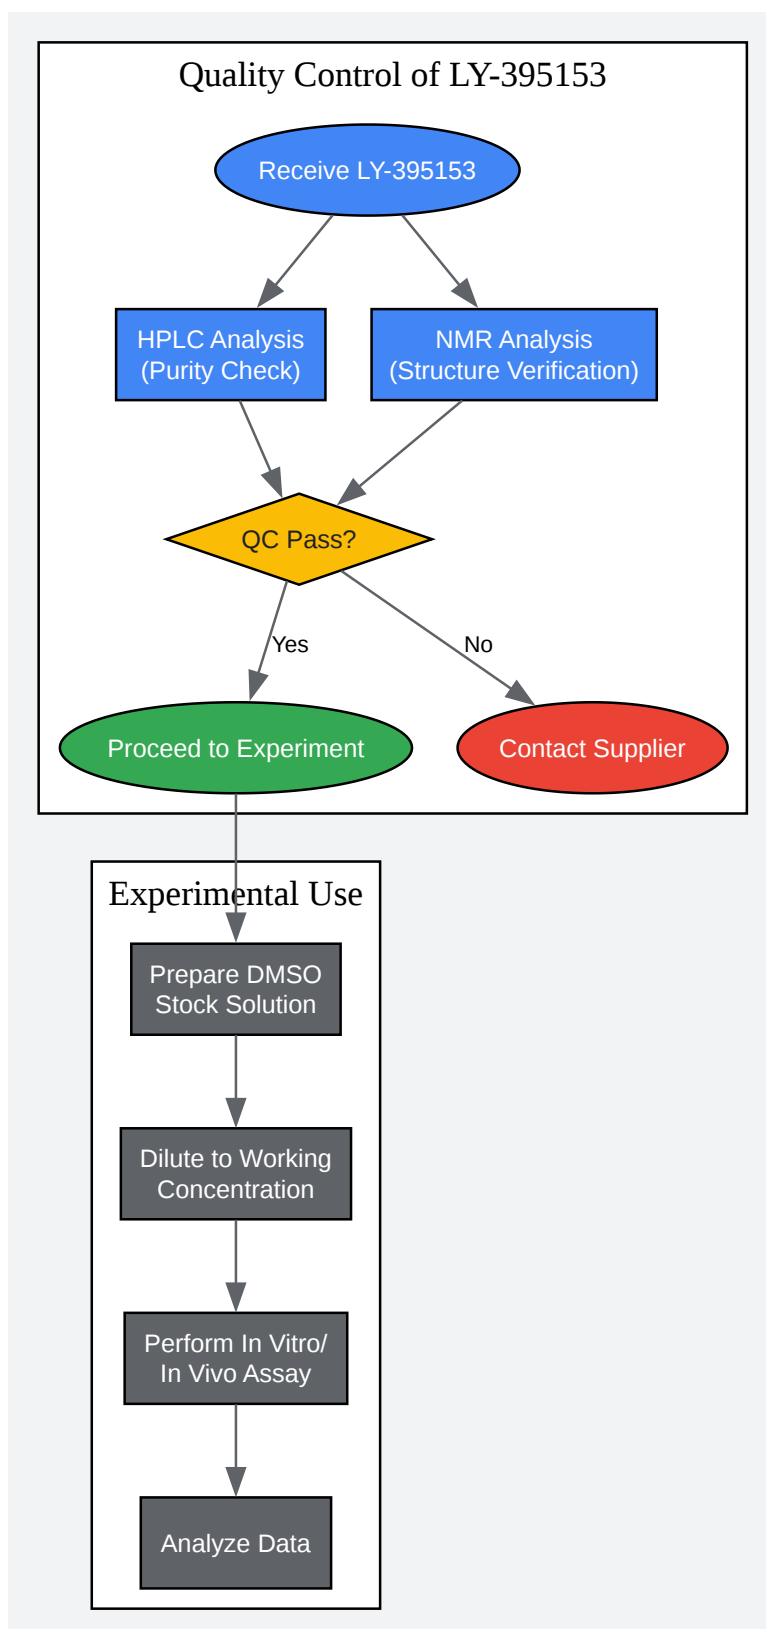 Quality Control of LY-395153
Receive LY-395153
HPLC Analysis
(Purity Check)
NMR Analysis
(Structure Verification)
QC Pass?
Yes
No
Proceed to Experiment
Contact Supplier
Experimental Use
Prepare DMSO
Stock Solution
Dilute to Working
Concentration
Perform In Vitro/
In Vivo Assay
Analyze Data